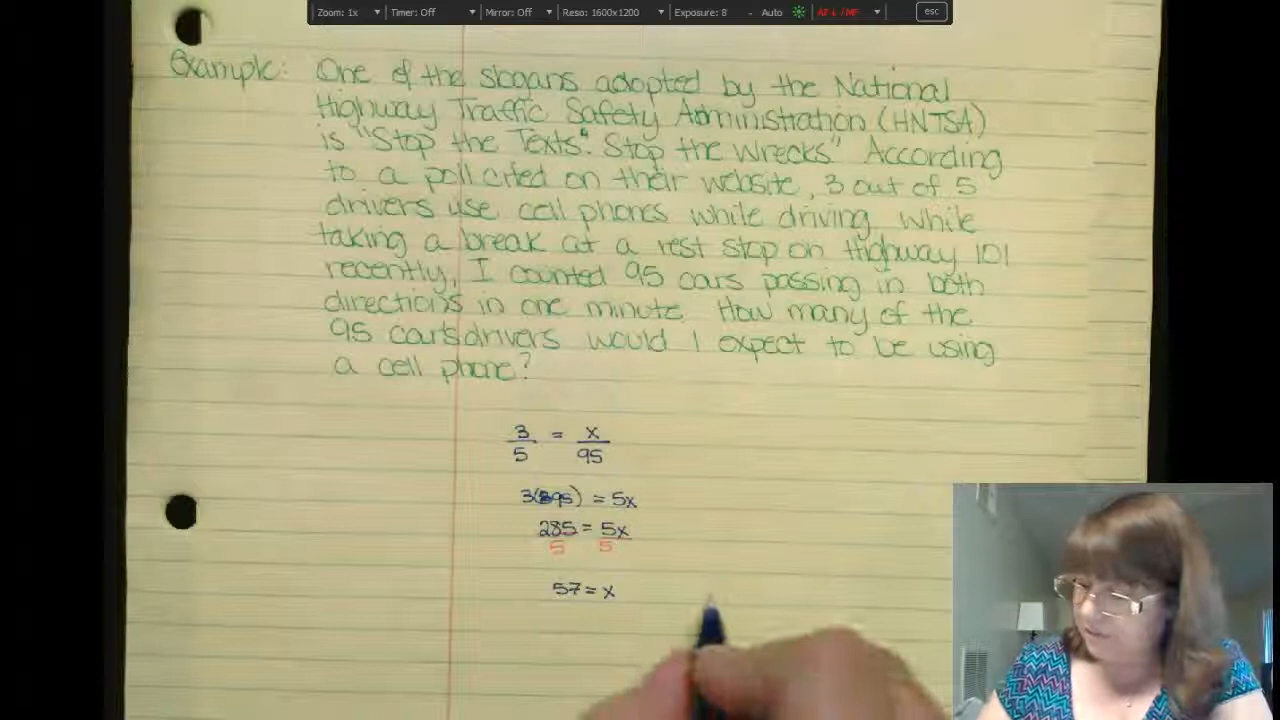 Zoom: 1x Timer: Off Mirror: Off Reso: 1600x1200 Exposure: 8 Auto AF-L / MF esc
Example: One of the slogans adopted by the National
Highway Traffic Safety Administration (HNTSA)
is "Stop the Texts. Stop the Wrecks" According
to a poll cited on their website, 3 out of 5
drivers use cell phones while driving while
taking a break at a rest stop on Highway 101
recently, I counted 95 cars passing in both
directions in one minute. How many of the
95 car's drivers would I expect to be using
a cell phone?
3/5 = x/95
3(95) = 5x
285 = 5x
5 5
57 = x